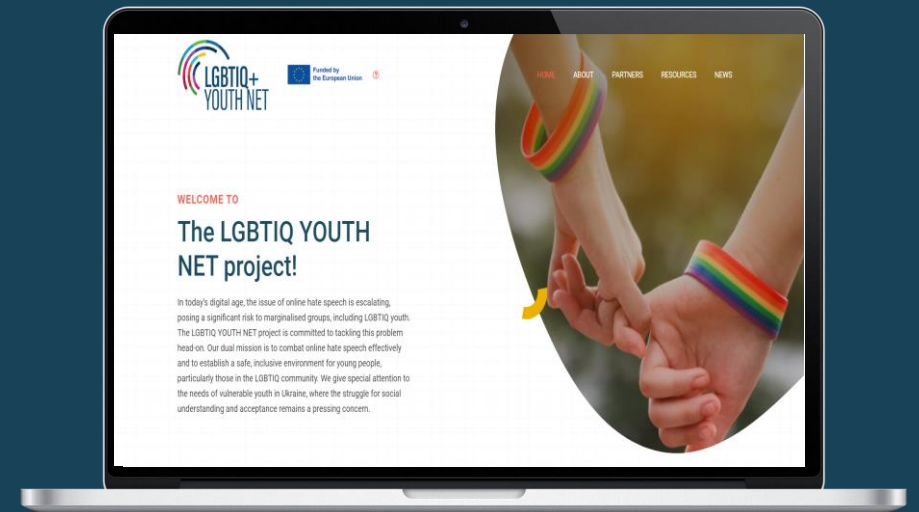 LGBTIQ+
YOUTH NET
Funded by
the European Union
HOME ABOUT PARTNERS RESOURCES NEWS
WELCOME TO
The LGBTIQ YOUTH
NET project!
In today's digital age, the issue of online hate speech is escalating,
posing a significant risk to marginalised groups, including LGBTIQ youth.
The LGBTIQ YOUTH NET project is committed to tackling this problem
head-on. Our dual mission is to combat online hate speech effectively
and to establish a safe, inclusive environment for young people,
particularly those in the LGBTIQ community. We give special attention to
the needs of vulnerable youth in Ukraine, where the struggle for social
understanding and acceptance remains a pressing concern.